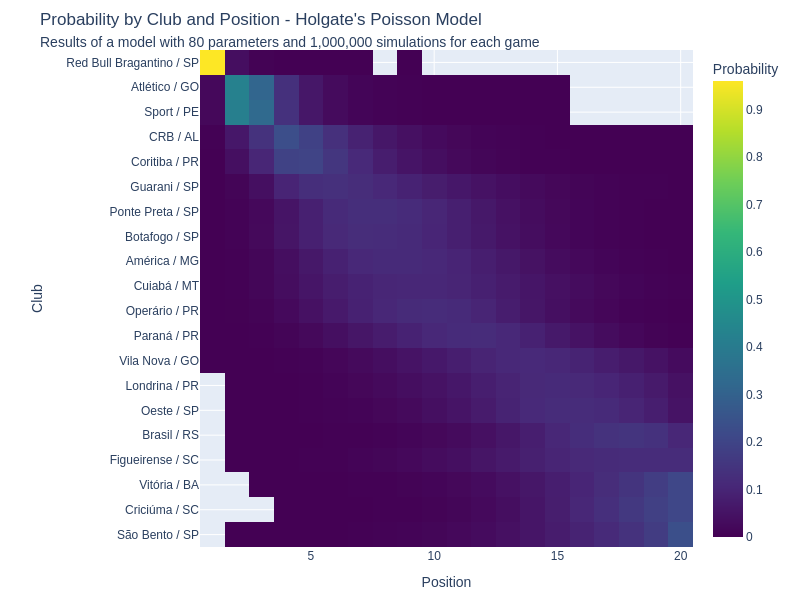 Probability by Club and Position - Holgate's Poisson Model
Results of a model with 80 parameters and 1,000,000 simulations for each game
Probability
Red Bull Bragantino / SP
Atlético / GO
Sport / PE
CRB / AL
Coritiba / PR
Guarani / SP
Ponte Preta / SP
Botafogo / SP
América / MG
Cuiabá / MT
Operário / PR
Paraná / PR
Vila Nova / GO
Londrina / PR
Oeste / SP
Brasil / RS
Figueirense / SC
Vitória / BA
Criciúma / SC
São Bento / SP
Club
5 10 15 20
Position
0.9
0.8
0.7
0.6
0.5
0.4
0.3
0.2
0.1
0